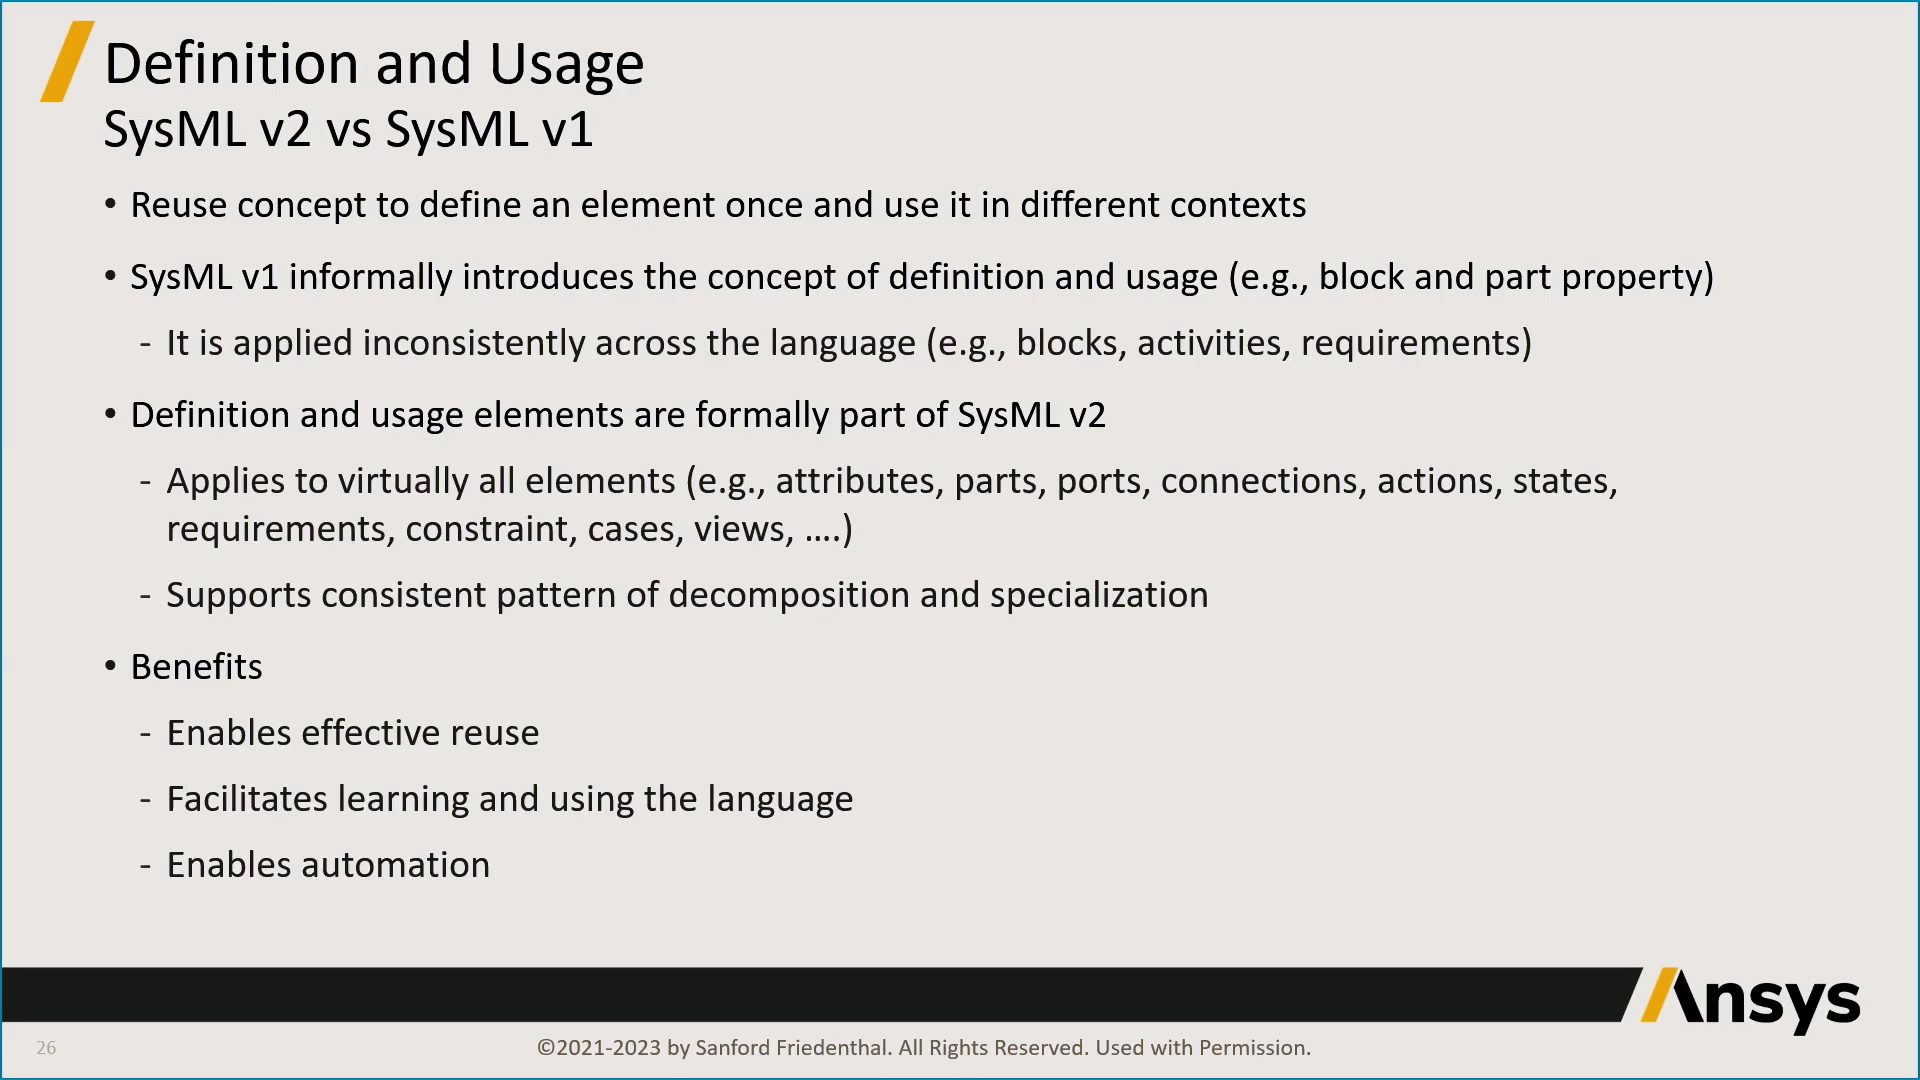 Definition and Usage
SysML v2 vs SysML v1
• Reuse concept to define an element once and use it in different contexts
• SysML v1 informally introduces the concept of definition and usage (e.g., block and part property)
- It is applied inconsistently across the language (e.g., blocks, activities, requirements)
• Definition and usage elements are formally part of SysML v2
- Applies to virtually all elements (e.g., attributes, parts, ports, connections, actions, states,
requirements, constraint, cases, views, ….)
- Supports consistent pattern of decomposition and specialization
• Benefits
- Enables effective reuse
- Facilitates learning and using the language
- Enables automation
Ansys
26
©2021-2023 by Sanford Friedenthal. All Rights Reserved. Used with Permission.